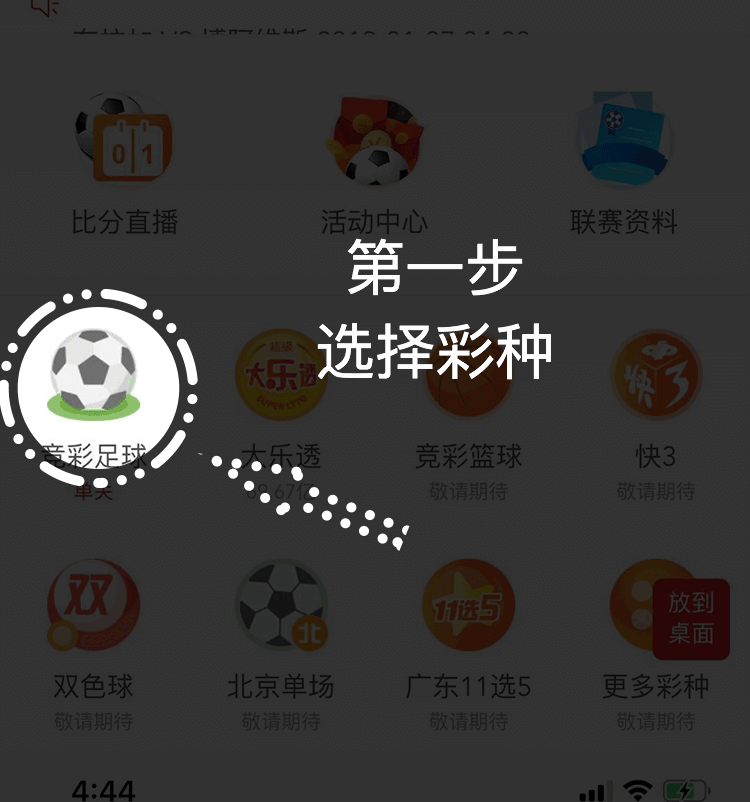 01
比分直播
活动中心
联赛资料
第一步
选择彩种
超级
大乐透
SUPER LOTTO
快3
竞彩足球
大乐透
竞彩篮球
快3
单关
敬请期待
敬请期待
双
北
11选5
放到
桌面
双色球
北京单场
广东11选5
更多彩种
敬请期待
敬请期待
敬请期待
敬请期待
4:44